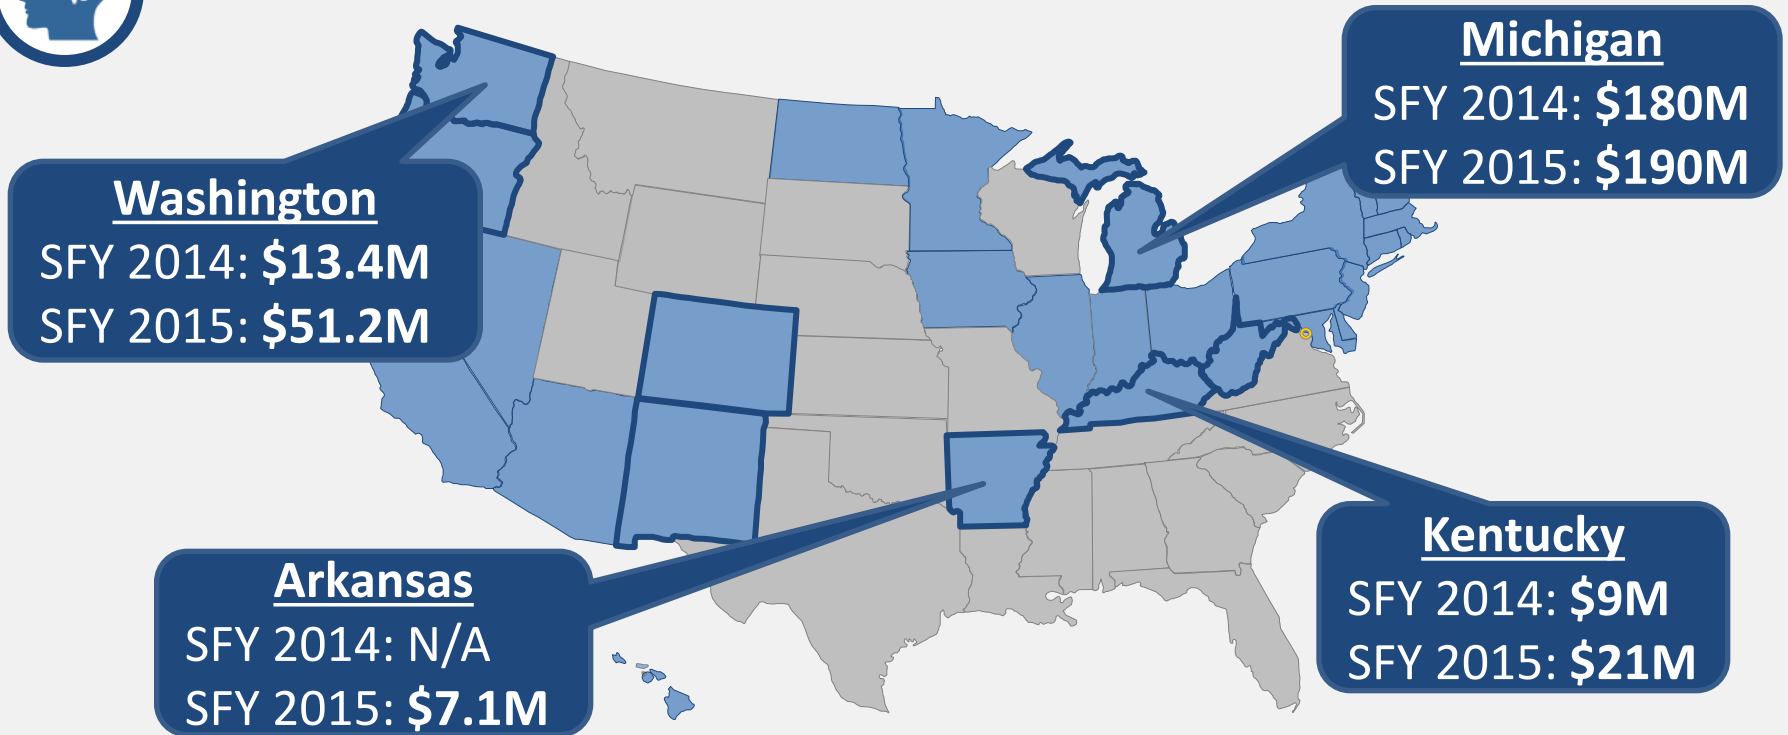 Michigan
SFY 2014: $180M
SFY 2015: $190M
Washington
SFY 2014: $13.4M
SFY 2015: $51.2M
Arkansas
SFY 2014: N/A
SFY 2015: $7.1M
Kentucky
SFY 2014: $9M
SFY 2015: $21M